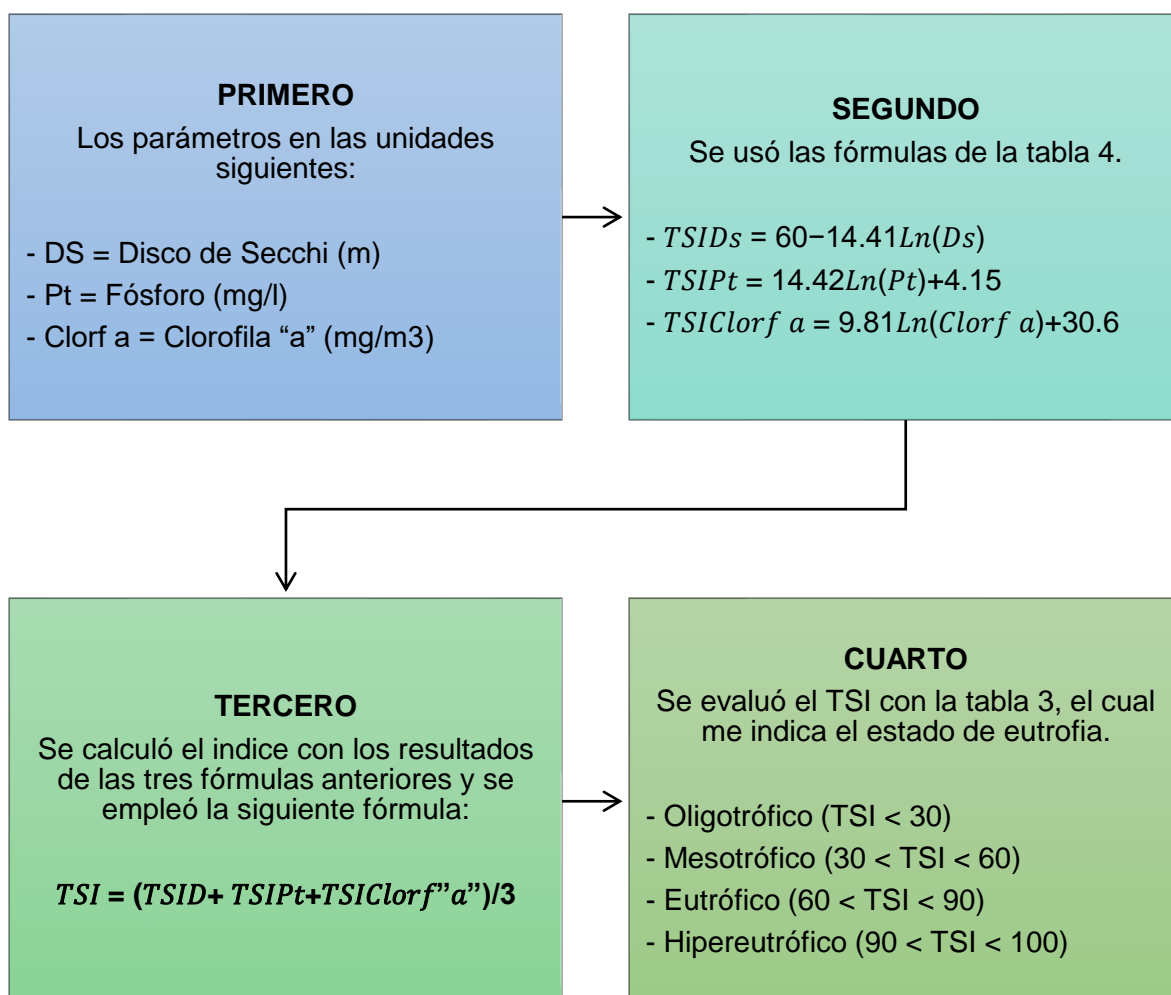 PRIMERO
Los parámetros en las unidades
siguientes:
- DS = Disco de Secchi (m)
- Pt = Fósforo (mg/l)
- Clorf a = Clorofila “a” (mg/m3)
SEGUNDO
Se usó las fórmulas de la tabla 4.
- 𝑇𝑆𝐼𝐷𝑠 = 60−14.41𝐿𝑛(𝐷𝑠)
- 𝑇𝑆𝐼𝑃𝑡 = 14.42𝐿𝑛(𝑃𝑡)+4.15
- 𝑇𝑆𝐼𝐶𝑙𝑜𝑟𝑓 𝑎 = 9.81𝐿𝑛(𝐶𝑙𝑜𝑟𝑓 𝑎)+30.6
TERCERO
Se calculó el indice con los resultados
de las tres fórmulas anteriores y se
empleó la siguiente fórmula:
𝑇𝑆𝐼 = (𝑇𝑆𝐼𝐷+ 𝑇𝑆𝐼𝑃𝑡+𝑇𝑆𝐼𝐶𝑙𝑜𝑟𝑓”𝑎”)/3
CUARTO
Se evaluó el TSI con la tabla 3, el cual
me indica el estado de eutrofia.
- Oligotrófico (TSI < 30)
- Mesotrófico (30 < TSI < 60)
- Eutrófico (60 < TSI < 90)
- Hipereutrófico (90 < TSI < 100)